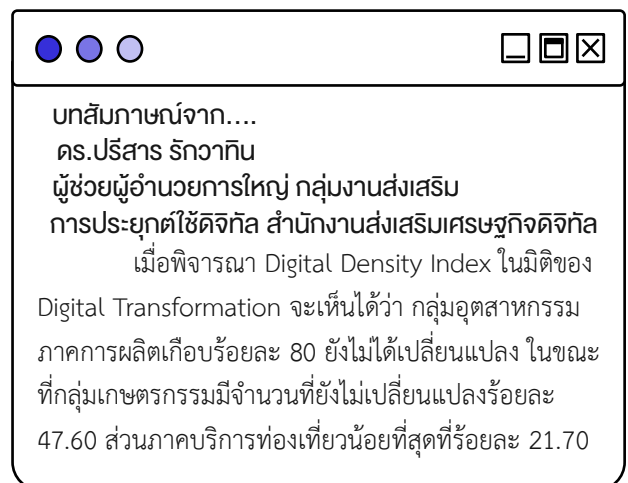 บทสัมภาษณ์จาก....
ดร.ปรีสาร รักวาทิน
ผู้ช่วยผู้อำนวยการใหญ่ กลุ่มงานส่งเสริม
การประยุกต์ใช้ดิจิทัล สำนักงานส่งเสริมเศรษฐกิจดิจิทัล
เมื่อพิจารณา Digital Density Index ในมิติของ
Digital Transformation จะเห็นได้ว่า กลุ่มอุตสาหกรรม
ภาคการผลิตเกือบร้อยละ 80 ยังไม่ได้เปลี่ยนแปลง ในขณะ
ที่กลุ่มเกษตรกรรมมีจำนวนที่ยังไม่เปลี่ยนแปลงร้อยละ
47.60 ส่วนภาคบริการท่องเที่ยวน้อยที่สุดที่ร้อยละ 21.70